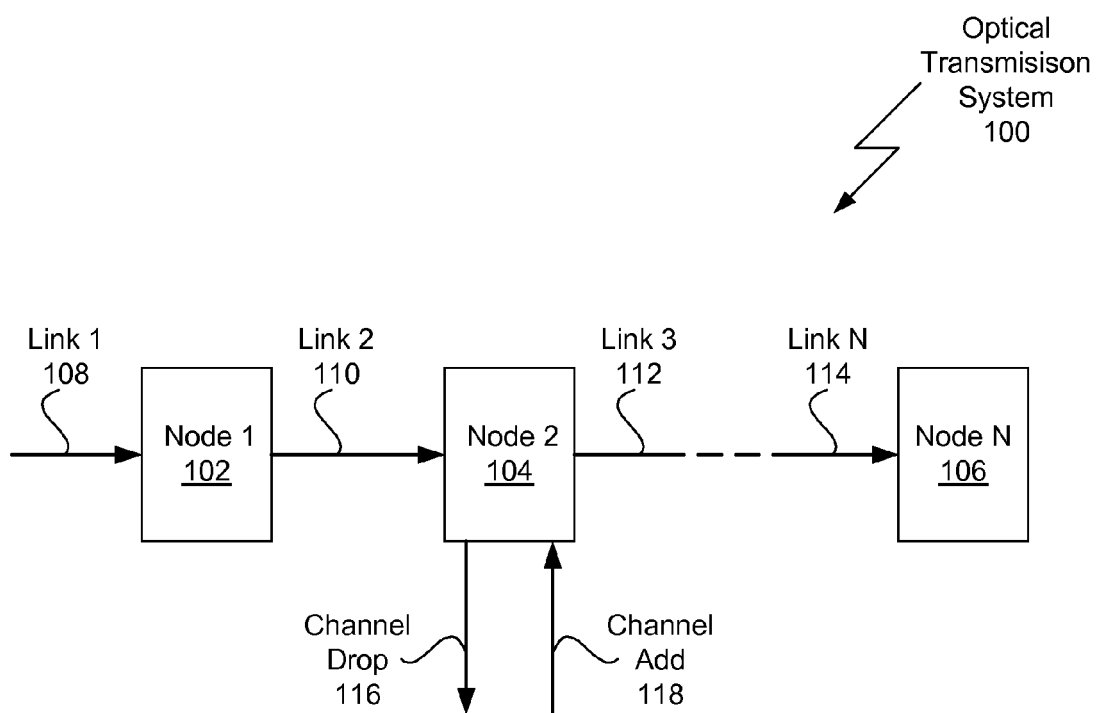 Optical
Transmisison
System
100
Link 1
108
Link 2
110
Link 3
112
Link N
114
Node 1
102
Node 2
104
Node N
106
Channel
Drop
116
Channel
Add
118